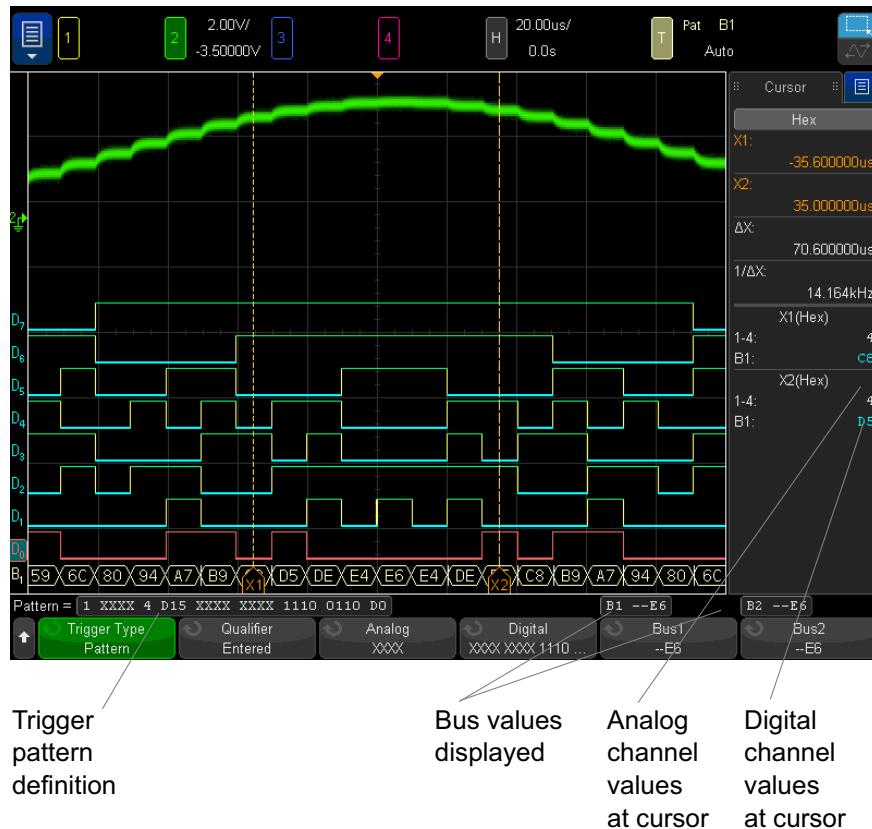 1
2
2.00V/
-3.50000V
3
4
H
20.00us/
0.0s
T
Pat B1
Auto
Cursor
Hex
X1:
-35.600000us
X2:
35.000000us
ΔX:
70.600000us
1/ΔX:
14.164kHz
X1(Hex)
1-4: 4
B1: C8
X2(Hex)
1-4: 4
B1: D5
2
D7
D6
D5
D4
D3
D2
D1
D0
B1 59 6C 80 94 A7 B9 X1 D5 DE E4 E6 E4 DE X2 C8 B9 A7 94 80 6C
Pattern = 1 XXXX 4 D15 XXXX XXXX 1110 0110 D0
B1 --E6
B2 --E6
Trigger Type
Pattern
Qualifier
Entered
Analog
XXXX
Digital
XXXX XXXX 1110 ...
Bus1
--E6
Bus2
--E6
Trigger
pattern
definition
Bus values
displayed
Analog
channel
values
at cursor
Digital
channel
values
at cursor